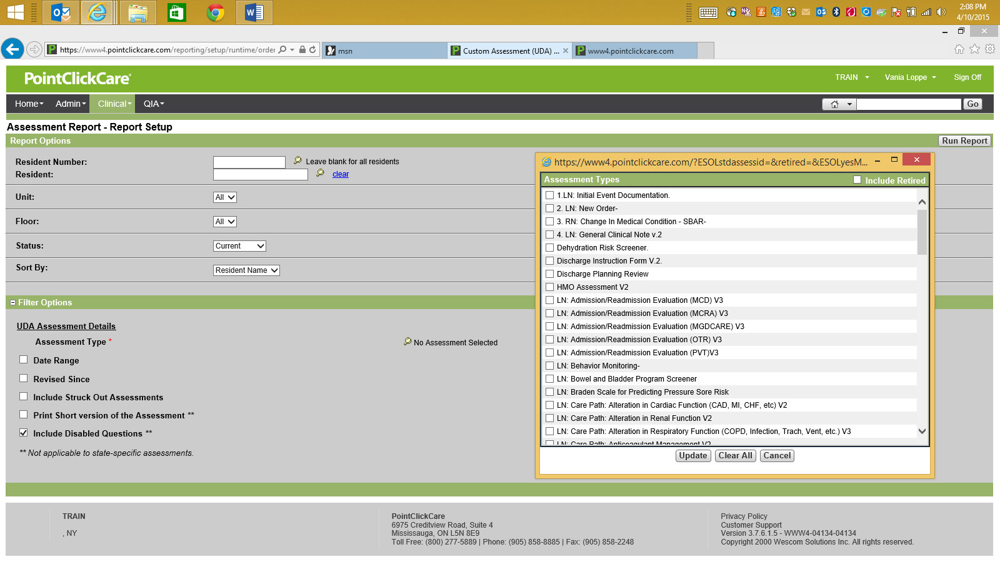 2:08 PM
4/10/2015
https://www4.pointclickcare.com/reporting/setup/runtime/order
msn
Custom Assessment (UDA) ...
www4.pointclickcare.com
PointClickCare
TRAIN
Vania Loppe
Sign Off
Home
Admin
Clinical
QIA
Go
Assessment Report - Report Setup
Report Options
Run Report
Resident Number:
Leave blank for all residents
Resident:
clear
Unit:
All
Floor:
All
Status:
Current
Sort By:
Resident Name
Filter Options
UDA Assessment Details
Assessment Type *
No Assessment Selected
Date Range
Revised Since
Include Struck Out Assessments
Print Short version of the Assessment **
Include Disabled Questions **
** Not applicable to state-specific assessments.
https://www4.pointclickcare.com/?ESOLstdassessid=&retired=&ESOLyesM...
Assessment Types
Include Retired
1.LN: Initial Event Documentation.
2. LN: New Order-
3. RN: Change In Medical Condition - SBAR-
4. LN: General Clinical Note v.2
Dehydration Risk Screener.
Discharge Instruction Form V.2.
Discharge Planning Review
HMO Assessment V2
LN: Admission/Readmission Evaluation (MCD) V3
LN: Admission/Readmission Evaluation (MCRA) V3
LN: Admission/Readmission Evaluation (MGDCARE) V3
LN: Admission/Readmission Evaluation (OTR) V3
LN: Admission/Readmission Evaluation (PVT)V3
LN: Behavior Monitoring-
LN: Bowel and Bladder Program Screener
LN: Braden Scale for Predicting Pressure Sore Risk
LN: Care Path: Alteration in Cardiac Function (CAD, MI, CHF, etc) V2
LN: Care Path: Alteration in Renal Function V2
LN: Care Path: Alteration in Respiratory Function (COPD, Infection, Trach, Vent, etc.) V3
LN: Care Path: Anticoagulant Management V2
Update
Clear All
Cancel
TRAIN
, NY
PointClickCare
6975 Creditview Road, Suite 4
Mississauga, ON L5N 8E9
Toll Free: (800) 277-5889 | Phone: (905) 858-8885 | Fax: (905) 858-2248
Privacy Policy
Customer Support
Version 3.7.6.1.5 - WWW4-04134-04134
Copyright 2000 Wescom Solutions Inc. All rights reserved.